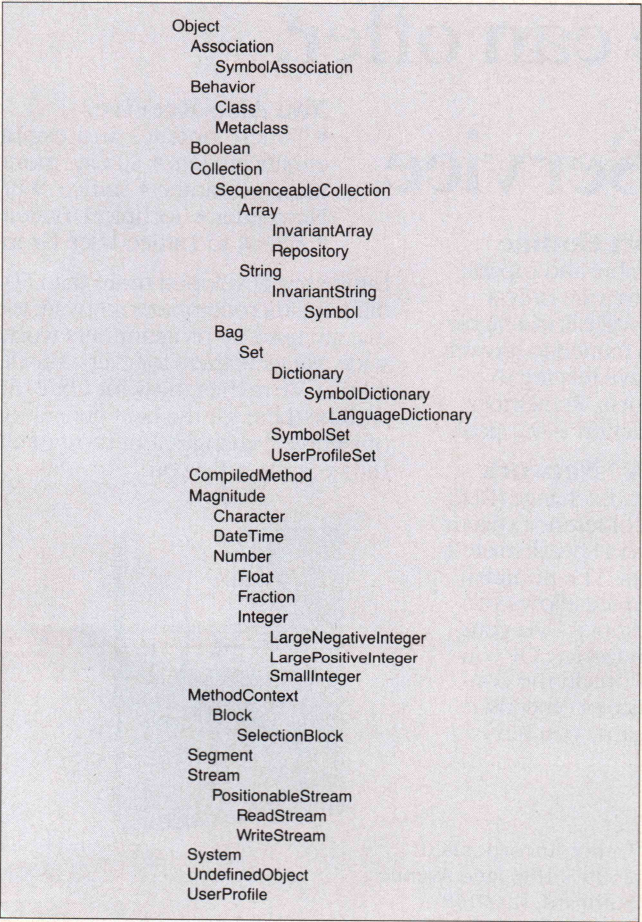 Object
Association
SymbolAssociation
Behavior
Class
Metaclass
Boolean
Collection
SequenceableCollection
Array
InvariantArray
Repository
String
InvariantString
Symbol
Bag
Set
Dictionary
SymbolDictionary
LanguageDictionary
SymbolSet
UserProfileSet
CompiledMethod
Magnitude
Character
DateTime
Number
Float
Fraction
Integer
LargeNegativeInteger
LargePositiveInteger
SmallInteger
MethodContext
Block
SelectionBlock
Segment
Stream
PositionableStream
ReadStream
WriteStream
System
UndefinedObject
UserProfile